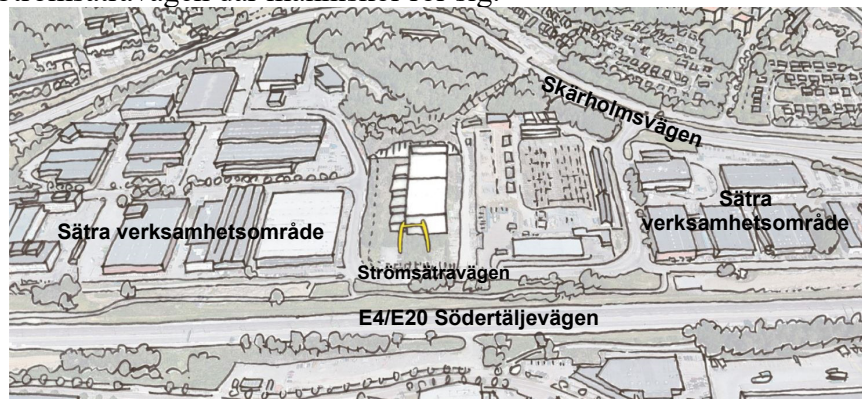 Skärholmsvägen
Sätra verksamhetsområde
Sätra
verksamhetsområde
Strömsätravägen
E4/E20 Södertäljevägen